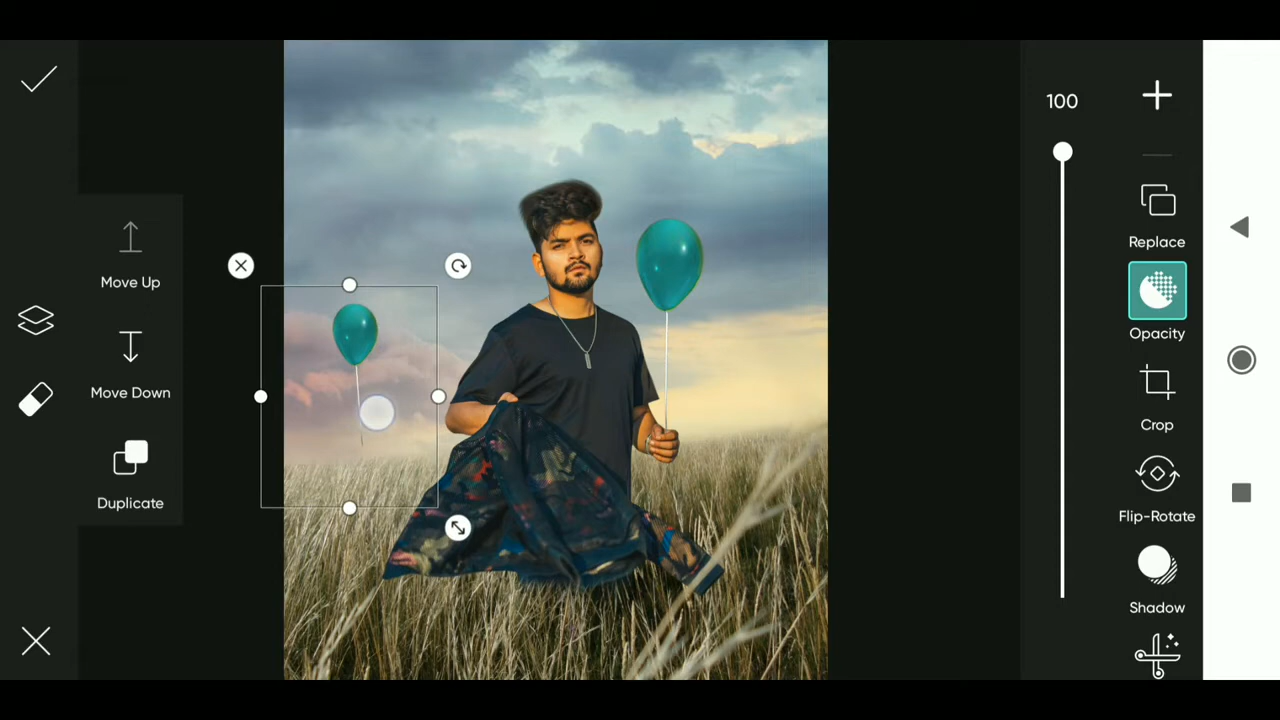 Move Up
Move Down
Duplicate
100
Replace
Opacity
Crop
Flip-Rotate
Shadow